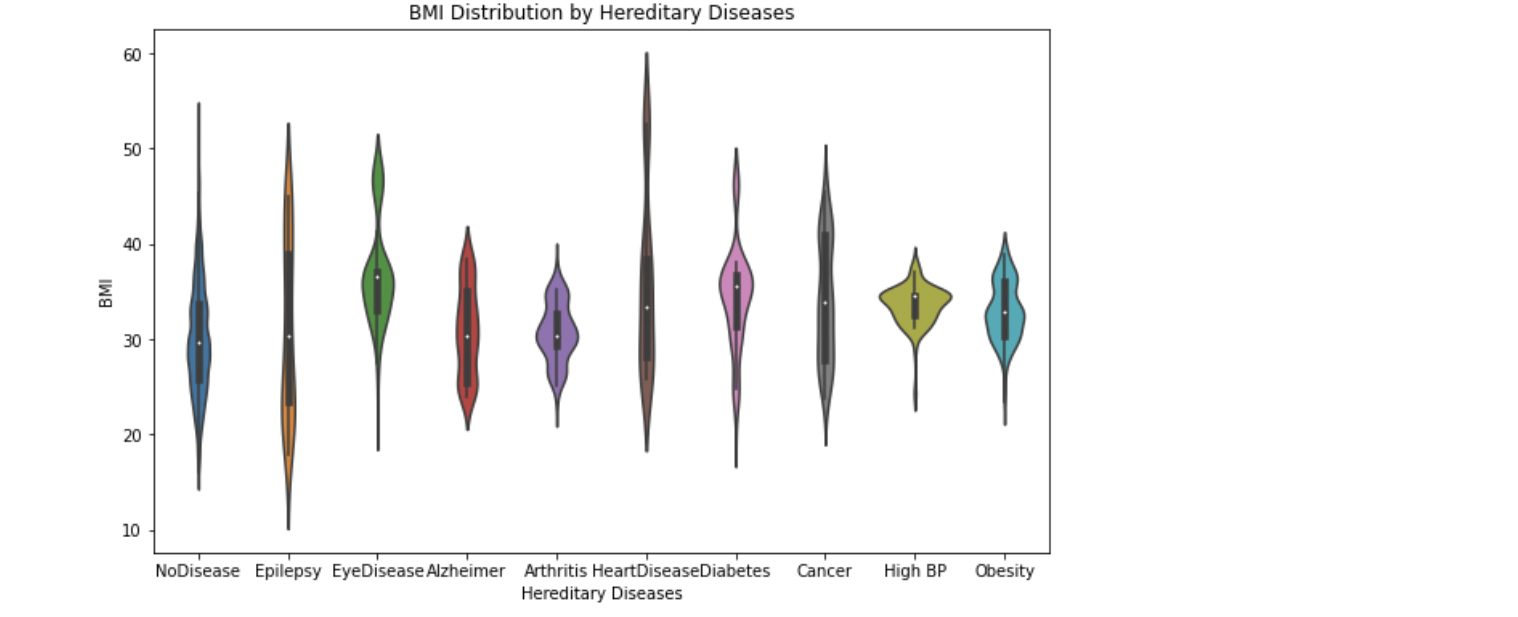 BMI Distribution by Hereditary Diseases
60
50
40
30
20
10
BMI
NoDisease Epilepsy EyeDisease Alzheimer Arthritis HeartDisease Diabetes Cancer High BP Obesity
Hereditary Diseases